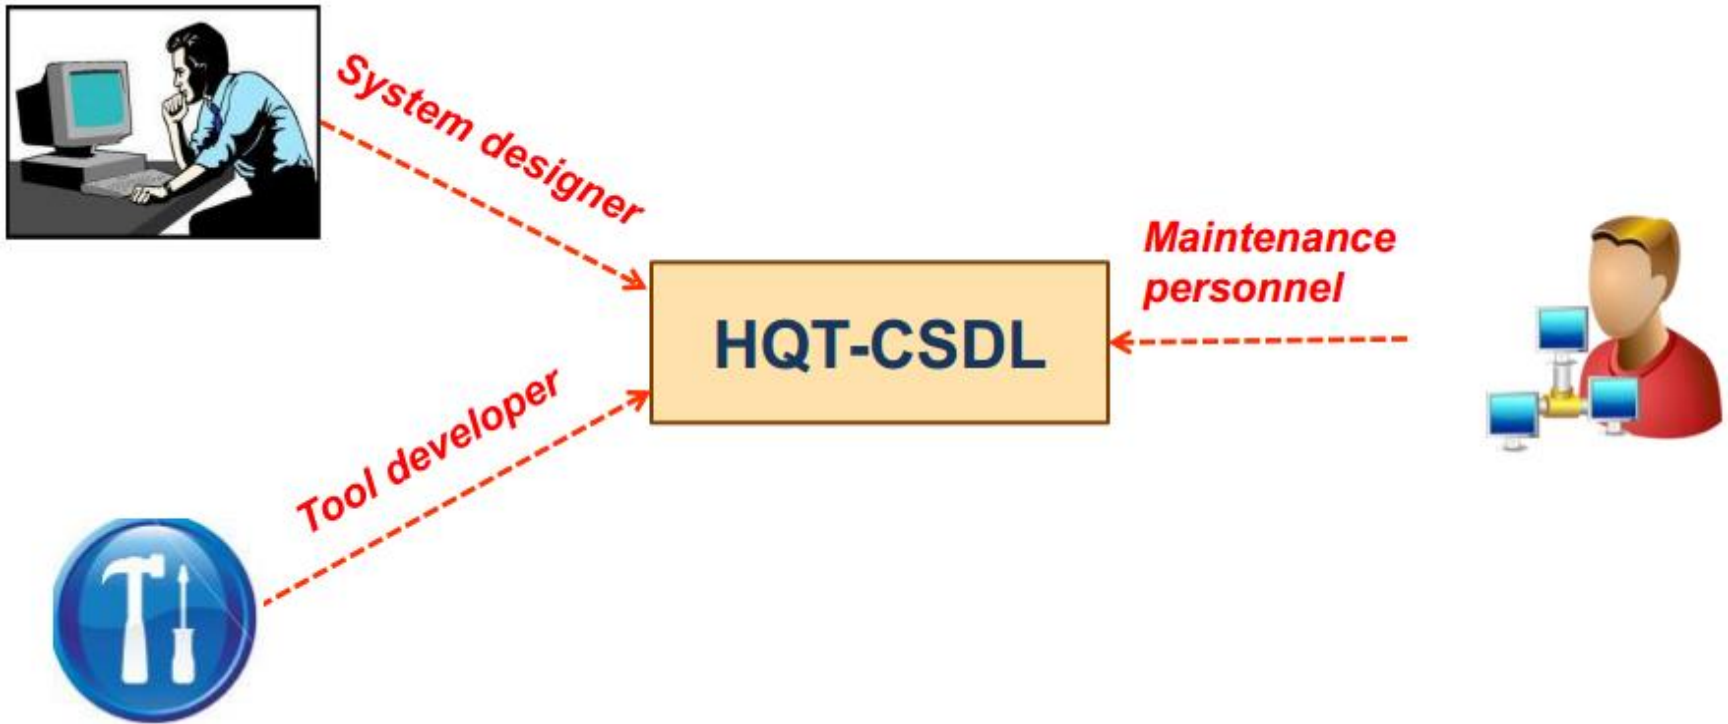 System designer
Maintenance
personnel
HQT-CSDL
Tool developer